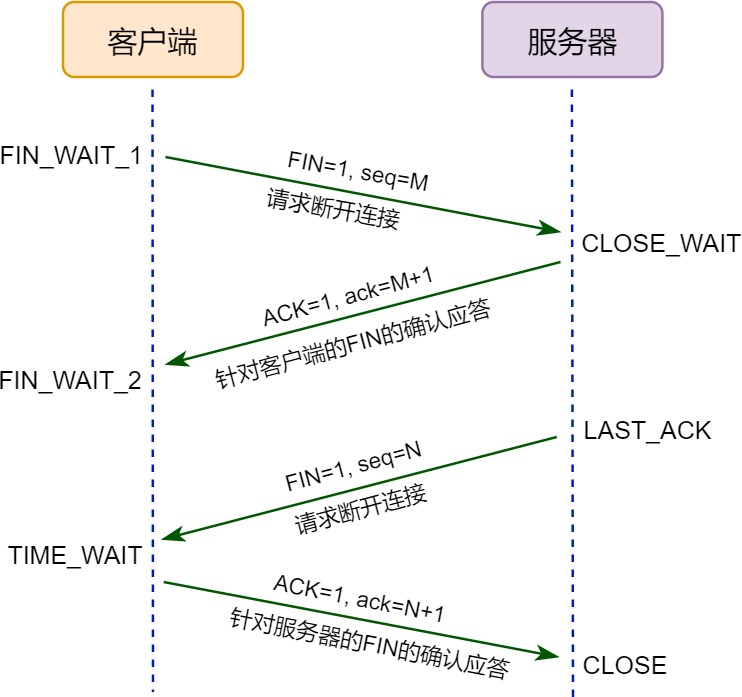 客户端
服务器
FIN_WAIT_1
FIN=1, seq=M
请求断开连接
CLOSE_WAIT
ACK=1, ack=M+1
针对客户端的FIN的确认应答
FIN_WAIT_2
LAST_ACK
FIN=1, seq=N
请求断开连接
TIME_WAIT
ACK=1, ack=N+1
针对服务器的FIN的确认应答
CLOSE